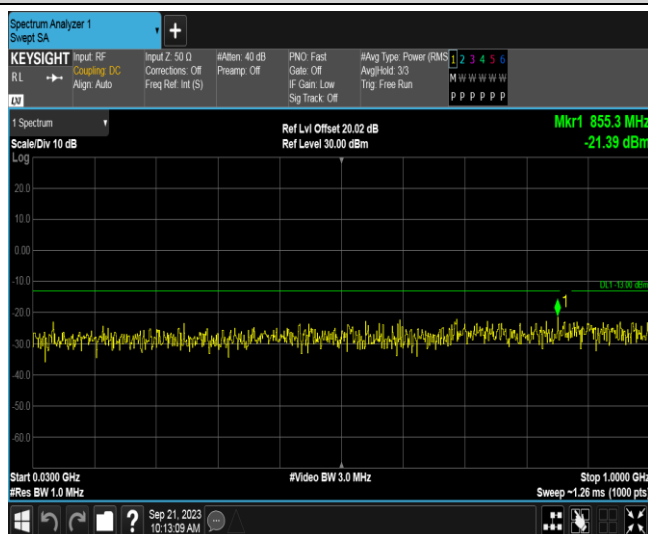 Spectrum Analyzer 1
Swept SA
+
KEYSIGHT
RL
LXI
Input: RF
Coupling: DC
Align: Auto
Input Z: 50 Ω
Corrections: Off
Freq Ref: Int (S)
#Atten: 40 dB
Preamp: Off
PNO: Fast
Gate: Off
IF Gain: Low
Sig Track: Off
#Avg Type: Power (RMS
Avg|Hold: 3/3
Trig: Free Run
1 2 3 4 5 6
M W W W W W
P P P P P P
1 Spectrum
Scale/Div 10 dB
Log
Ref Lvl Offset 20.02 dB
Ref Level 30.00 dBm
Mkr1 855.3 MHz
-21.39 dBm
20.0
10.0
0.00
-10.0
DL1 -13.00 dBm
1
-20.0
-30.0
-40.0
-50.0
-60.0
Start 0.0300 GHz
#Res BW 1.0 MHz
#Video BW 3.0 MHz
Stop 1.0000 GHz
Sweep ~1.26 ms (1000 pts)
?
Sep 21, 2023
10:13:09 AM